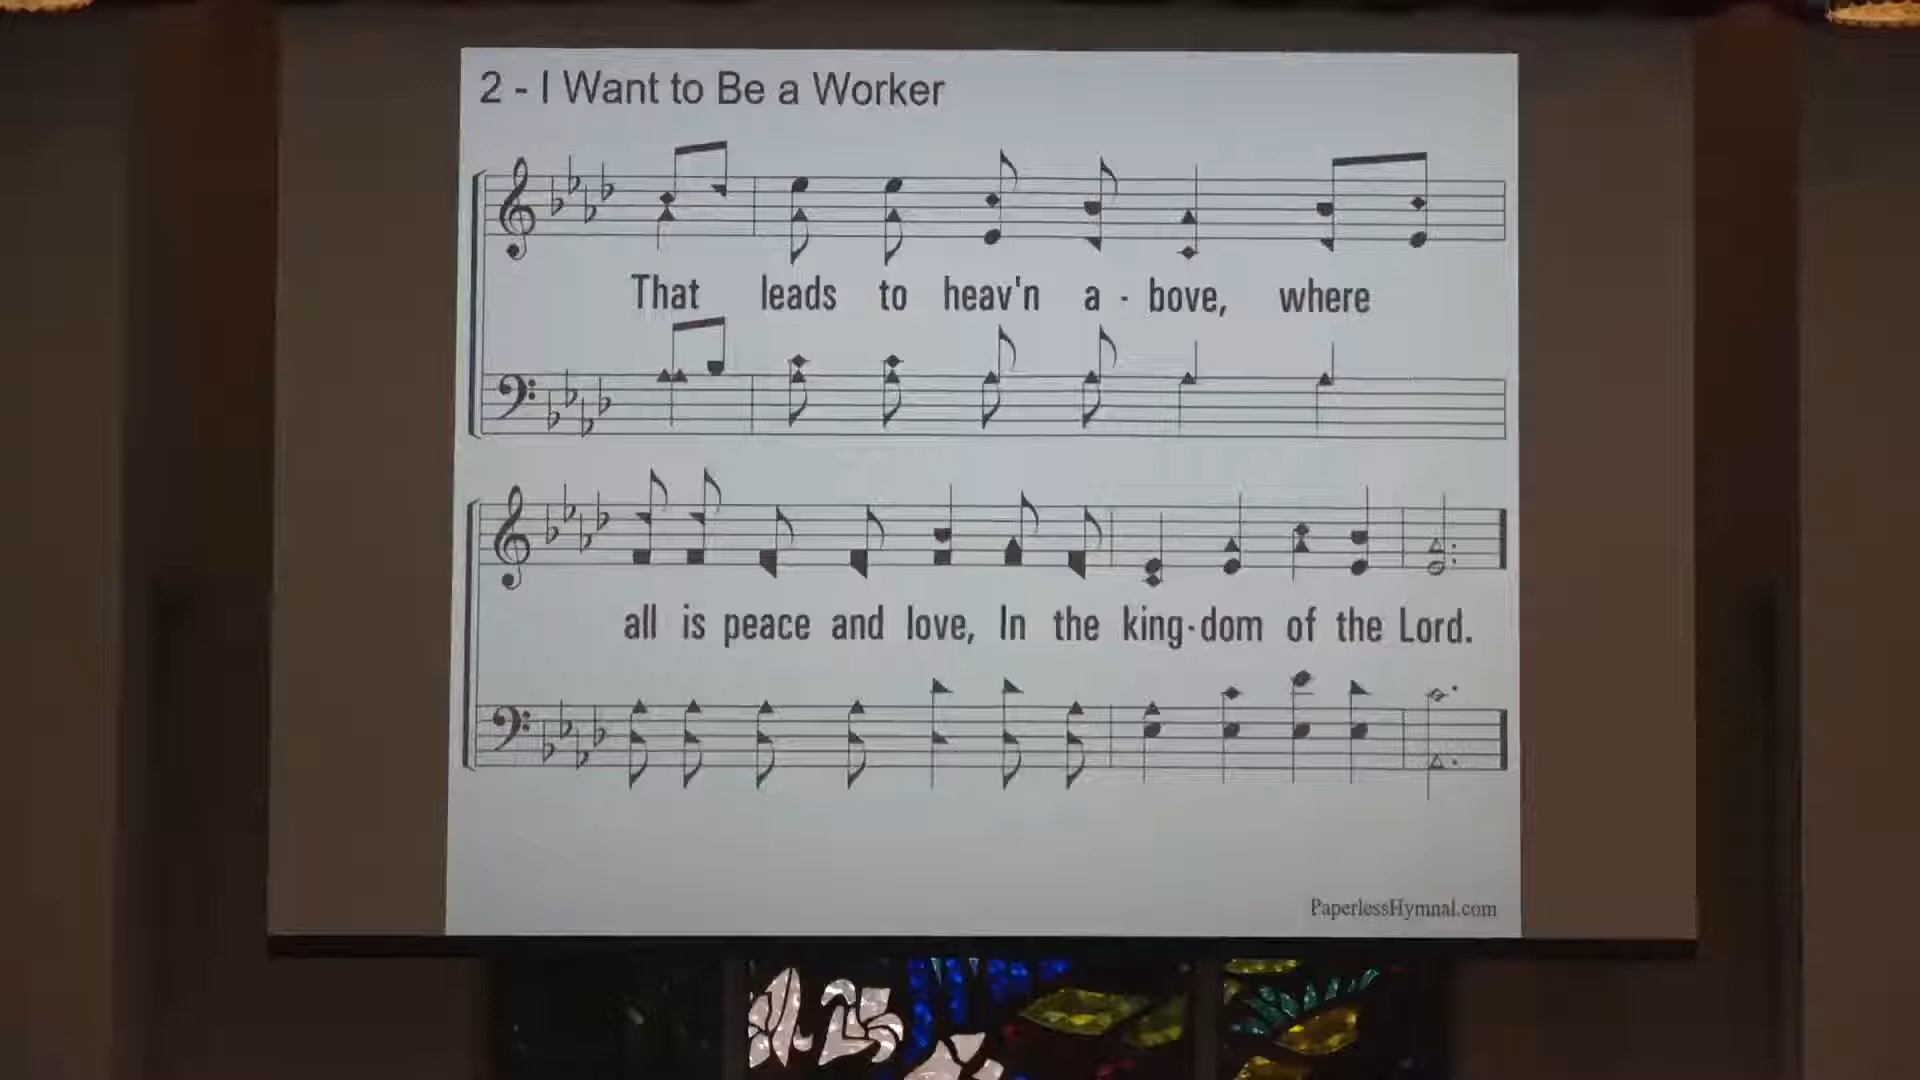 2 - I Want to Be a Worker
That leads to heav'n a - bove, where
all is peace and love, In the king-dom of the Lord.
PaperlessHymnal.com